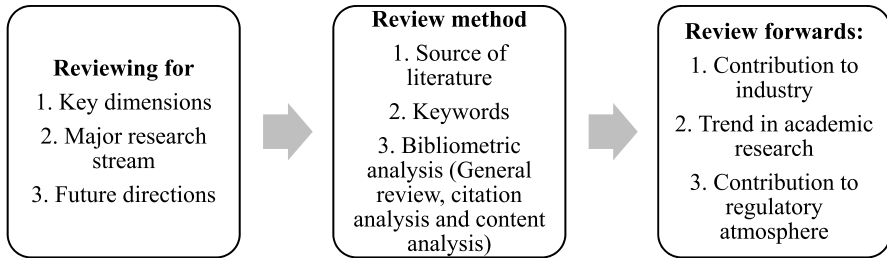 Reviewing for
1. Key dimensions
2. Major research
stream
3. Future directions
Review method
1. Source of
literature
2. Keywords
3. Bibliometric
analysis (General
review, citation
analysis and content
analysis)
Review forwards:
1. Contribution to
industry
2. Trend in academic
research
3. Contribution to
regulatory
atmosphere